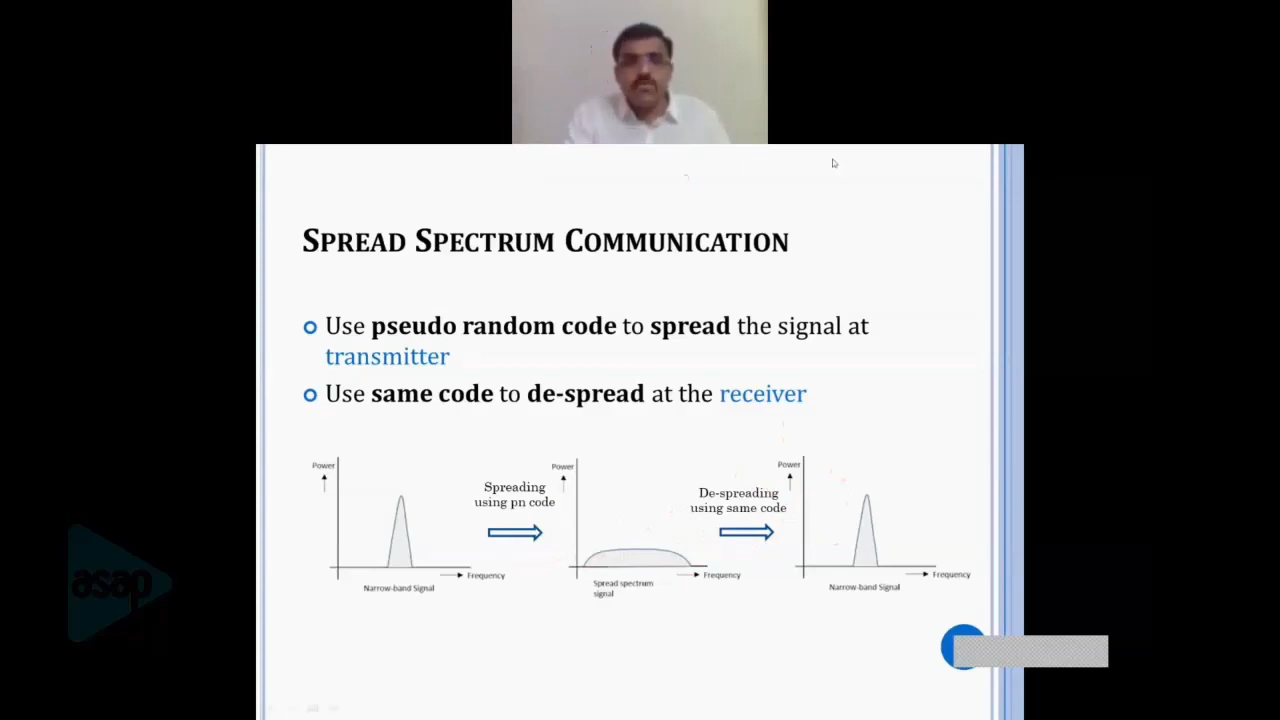 SPREAD SPECTRUM COMMUNICATION
Use pseudo random code to spread the signal at
transmitter
Use same code to de-spread at the receiver
Power
Spreading
using pn code
Frequency
Narrow-band Signal
Power
De-spreading
using same code
Frequency
Spread spectrum
signal
Power
Frequency
Narrow-band Signal
asap